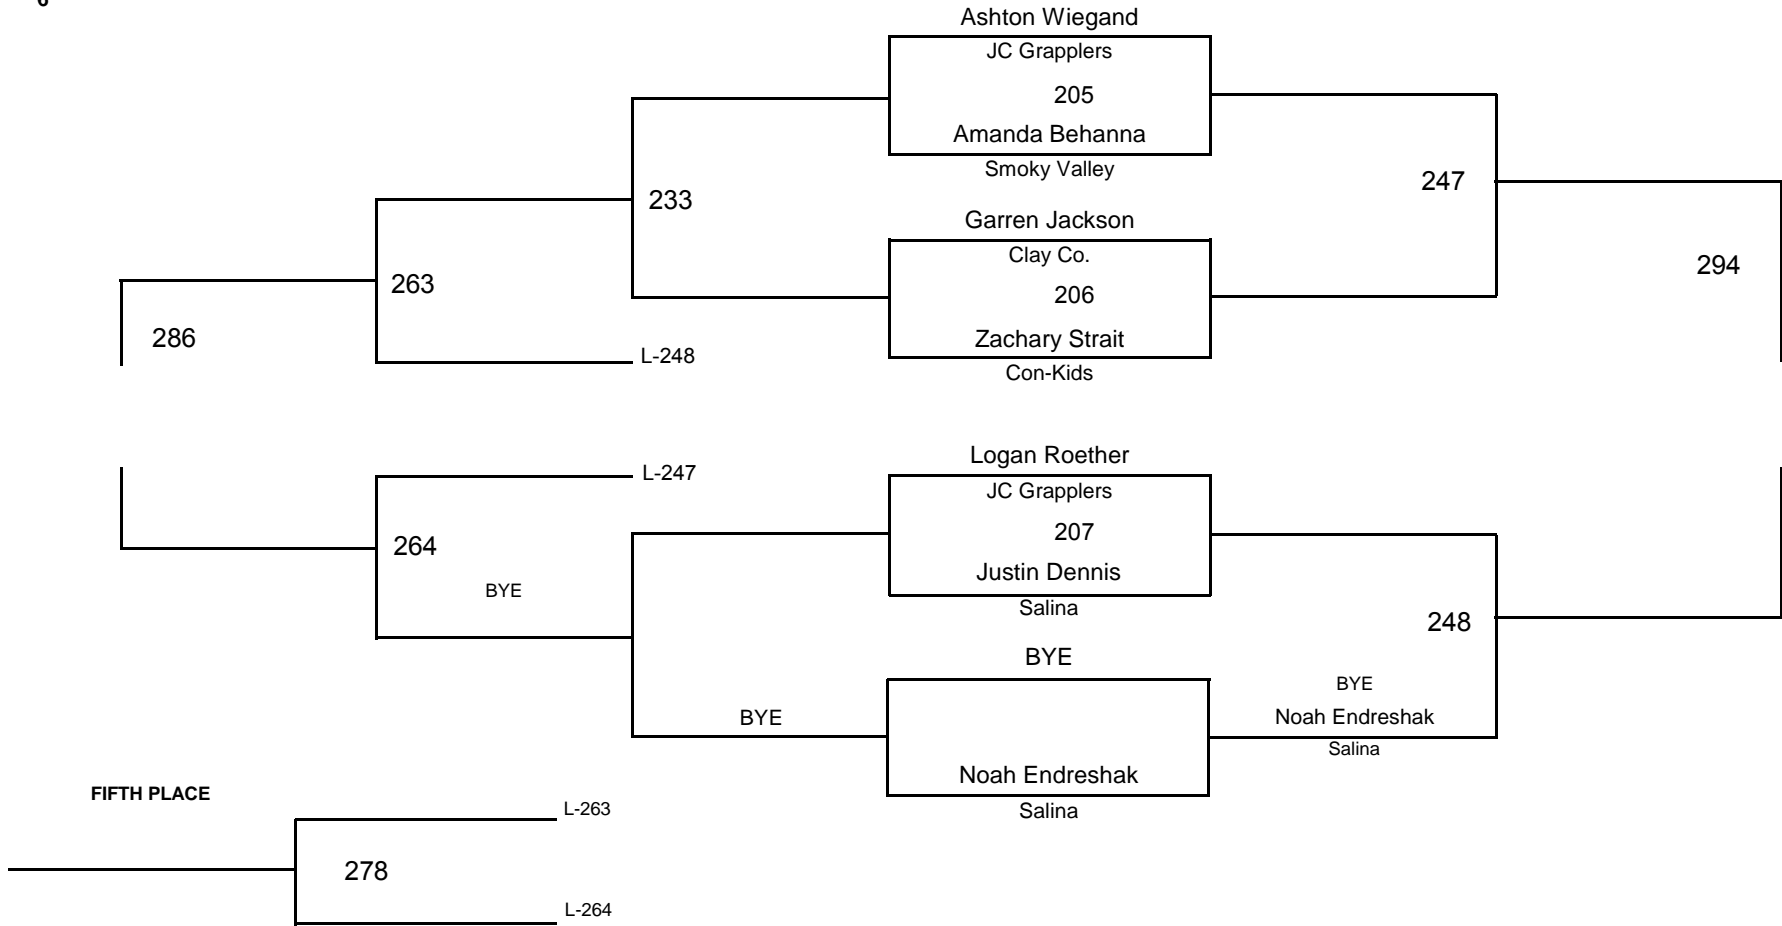 6
Ashton Wiegand
JC Grapplers
205
Amanda Behanna
Smoky Valley
247
233
Garren Jackson
Clay Co.
294
263
206
286
Zachary Strait
L-248
Con-Kids
Logan Roether
L-247
JC Grapplers
207
264
Justin Dennis
BYE
Salina
248
BYE
BYE
BYE
Noah Endreshak
Salina
Noah Endreshak
Salina
FIFTH PLACE
L-263
278
L-264